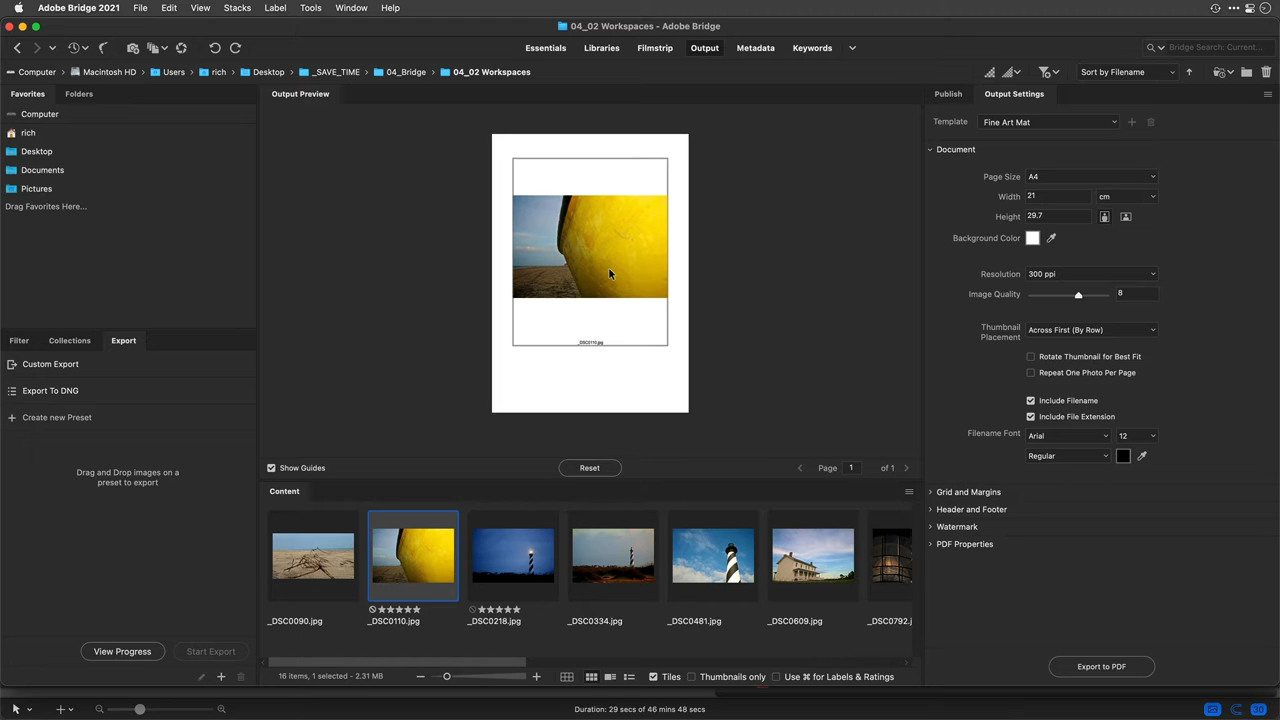 Adobe Bridge 2021 File Edit View Stacks Label Tools Window Help
04_02 Workspaces - Adobe Bridge
Essentials Libraries Filmstrip Output Metadata Keywords
Bridge Search: Current...
Computer Macintosh HD Users rich Desktop _SAVE_TIME 04_Bridge 04_02 Workspaces
Sort by Filename
Favorites Folders
Computer
rich
Desktop
Documents
Pictures
Drag Favorites Here...
Filter Collections Export
Custom Export
Export To DNG
Create new Preset
Drag and Drop images on a
preset to export
View Progress Start Export
Output Preview
_DSC0110.jpg
Show Guides Reset Page 1 of 1
Content
_DSC0090.jpg _DSC0110.jpg _DSC0218.jpg _DSC0334.jpg _DSC0481.jpg _DSC0609.jpg _DSC0792.j
16 items, 1 selected - 2.31 MB
Tiles Thumbnails only Use ⌘ for Labels & Ratings
Publish Output Settings
Template Fine Art Mat
Document
Page Size A4
Width 21 cm
Height 29.7
Background Color
Resolution 300 ppi
Image Quality 8
Thumbnail
Placement Across First (By Row)
Rotate Thumbnail for Best Fit
Repeat One Photo Per Page
Include Filename
Include File Extension
Filename Font Arial 12
Regular
Grid and Margins
Header and Footer
Watermark
PDF Properties
Export to PDF
Duration: 29 secs of 46 mins 48 secs